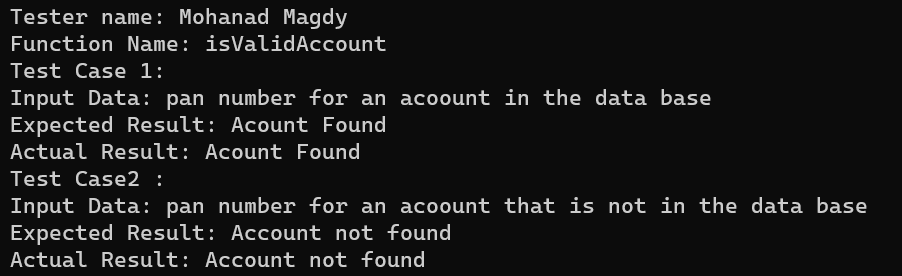 Tester name: Mohanad Magdy
Function Name: isValidAccount
Test Case 1:
Input Data: pan number for an acoount in the data base
Expected Result: Acount Found
Actual Result: Acount Found
Test Case2 :
Input Data: pan number for an acoount that is not in the data base
Expected Result: Account not found
Actual Result: Account not found